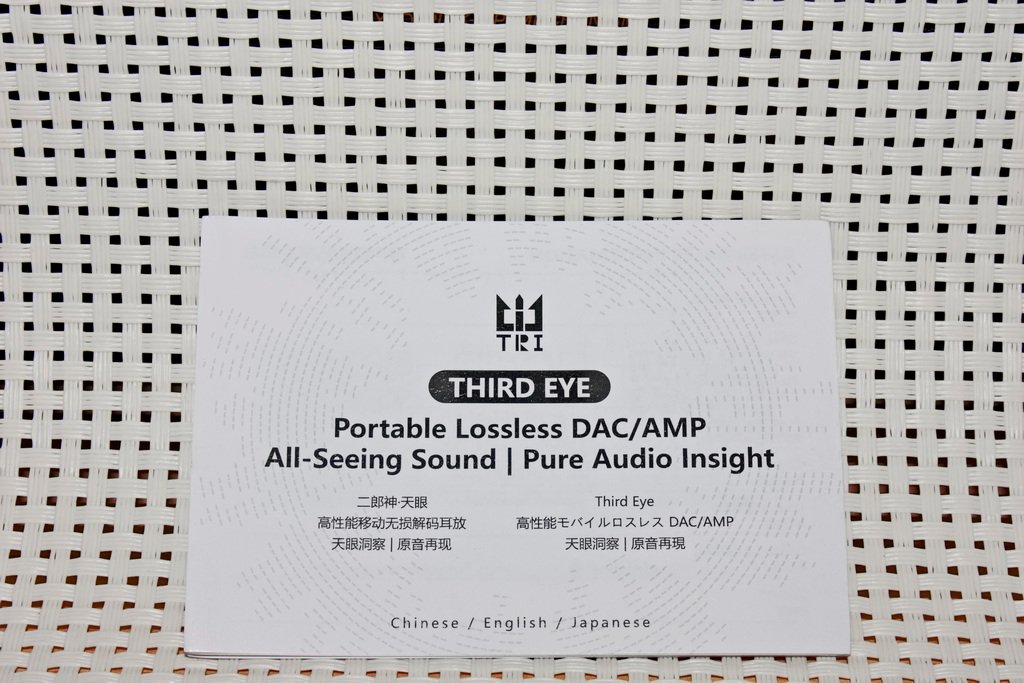 TRI
THIRD EYE
Portable Lossless DAC/AMP
All-Seeing Sound | Pure Audio Insight
二郎神·天眼
高性能移动无损解码耳放
天眼洞察 | 原音再现
Third Eye
高性能モバイルロスレス DAC/AMP
天眼洞察 | 原音再現
Chinese / English / Japanese